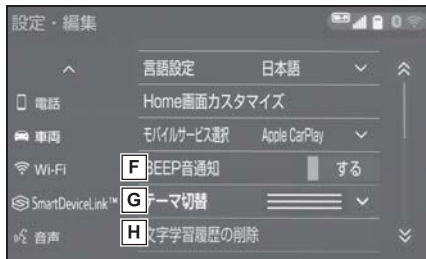 設定・編集
言語設定 日本語
電話 Home画面カスタマイズ
車両 モバイルサービス選択 Apple CarPlay
Wi-Fi F BEEP音通知 する
SmartDeviceLink™ G テーマ切替
音声 H 文字学習履歴の削除